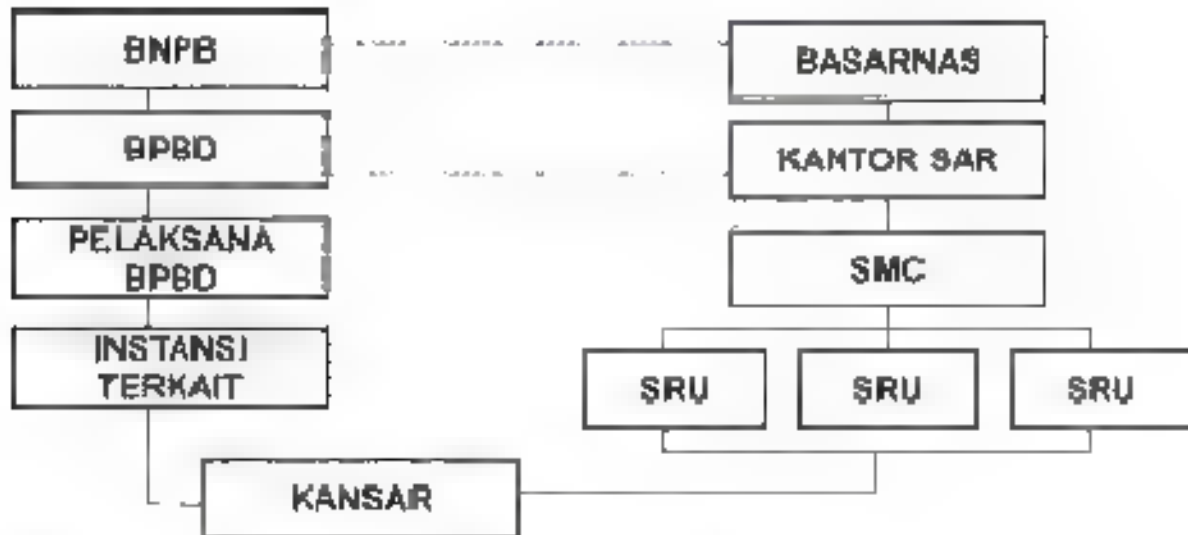 BNPB
BPBD
PELAKSANA
BPBD
INSTANSI
TERKAIT
KANSAR
BASARNAS
KANTOR SAR
SMC
SRU
SRU
SRU